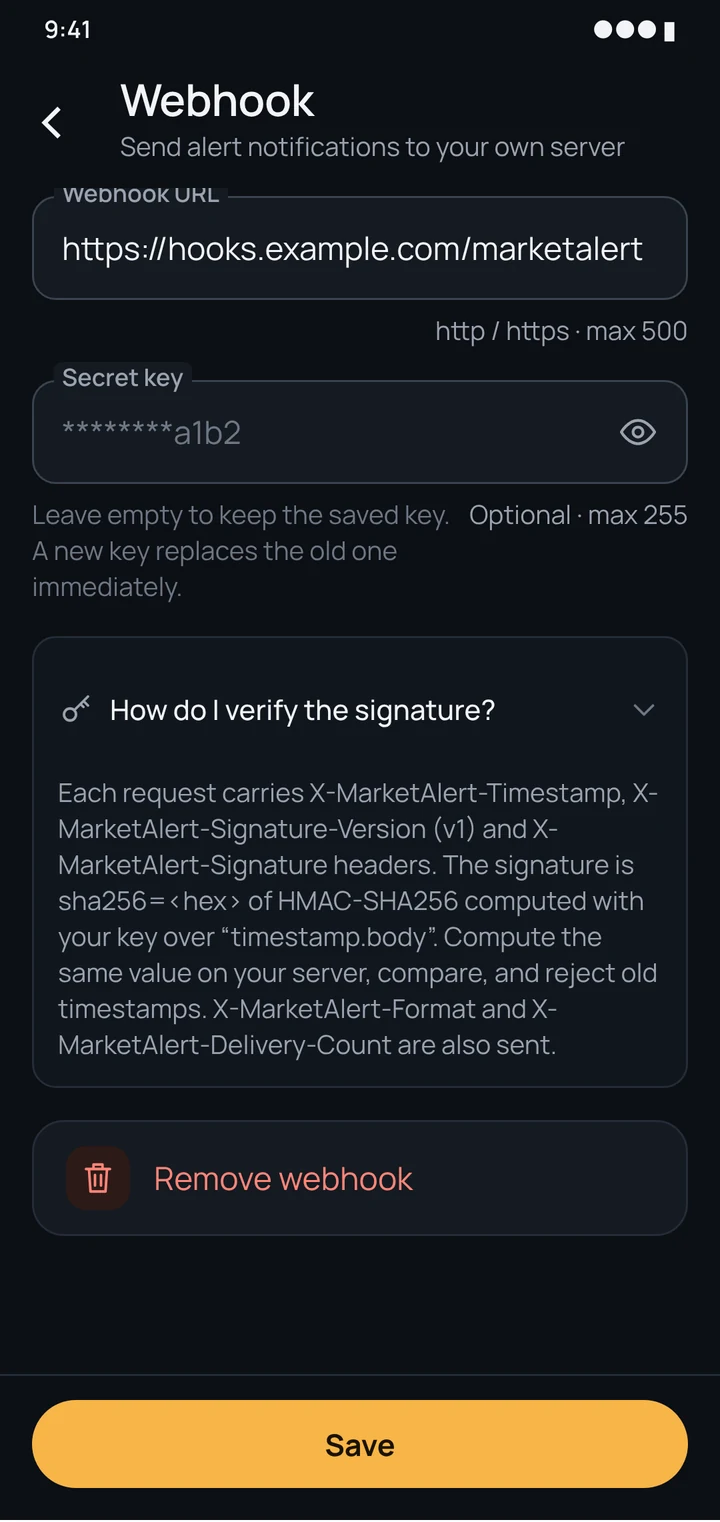 9:41
Webhook
Send alert notifications to your own server
Webhook URL
https://hooks.example.com/marketalert
http / https · max 500
Secret key
********a1b2
Leave empty to keep the saved key. Optional · max 255
A new key replaces the old one
immediately.
How do I verify the signature?
Each request carries X-MarketAlert-Timestamp, X-
MarketAlert-Signature-Version (v1) and X-
MarketAlert-Signature headers. The signature is
sha256=<hex> of HMAC-SHA256 computed with
your key over “timestamp.body”. Compute the
same value on your server, compare, and reject old
timestamps. X-MarketAlert-Format and X-
MarketAlert-Delivery-Count are also sent.
Remove webhook
Save